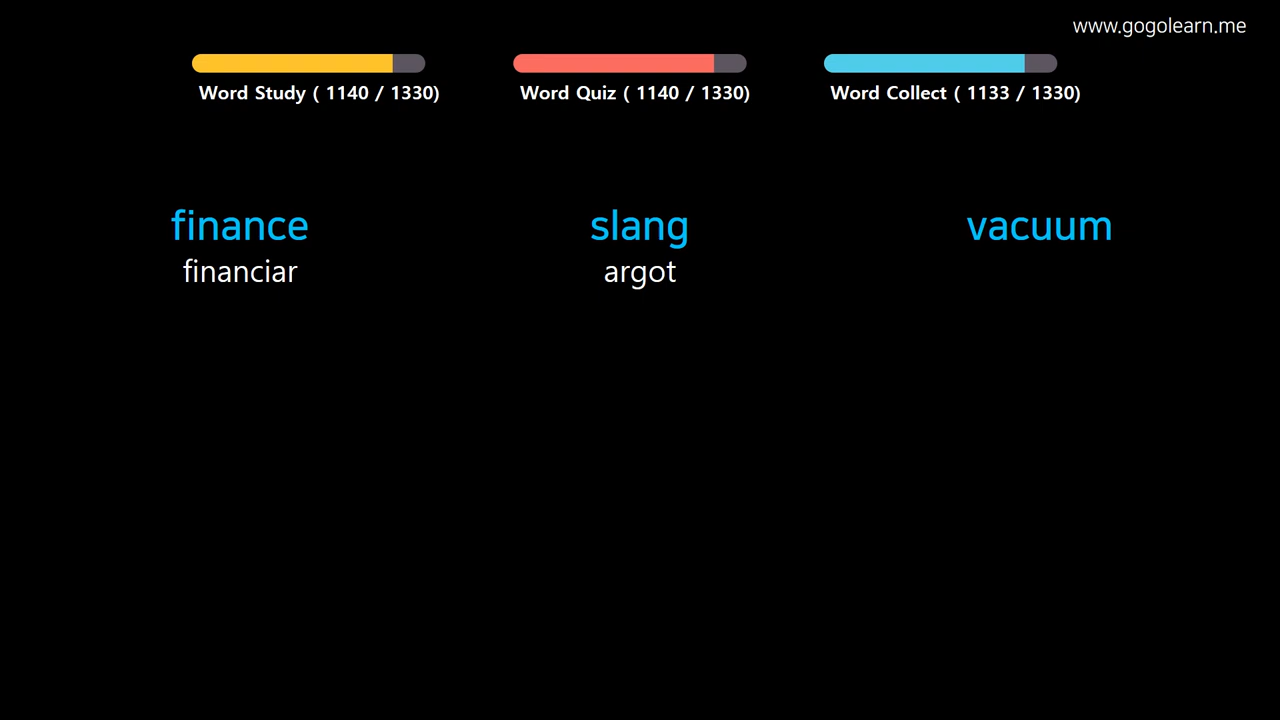 www.gogolearn.me
Word Study ( 1140 / 1330)
Word Quiz ( 1140 / 1330)
Word Collect ( 1133 / 1330)
finance
financiar
slang
argot
vacuum